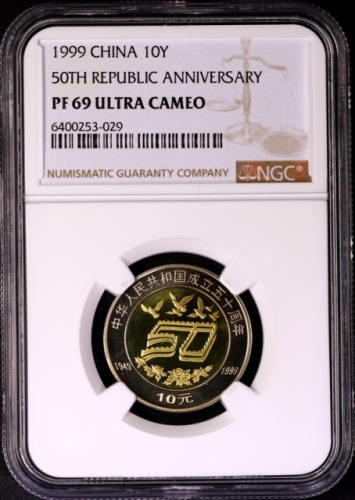 1999 CHINA 10Y
50TH REPUBLIC ANNIVERSARY
PF 69 ULTRA CAMEO
6400253-029
NUMISMATIC GUARANTY COMPANY
NGC®
中华人民共和国成立五十周年
50
1949 1999
10元